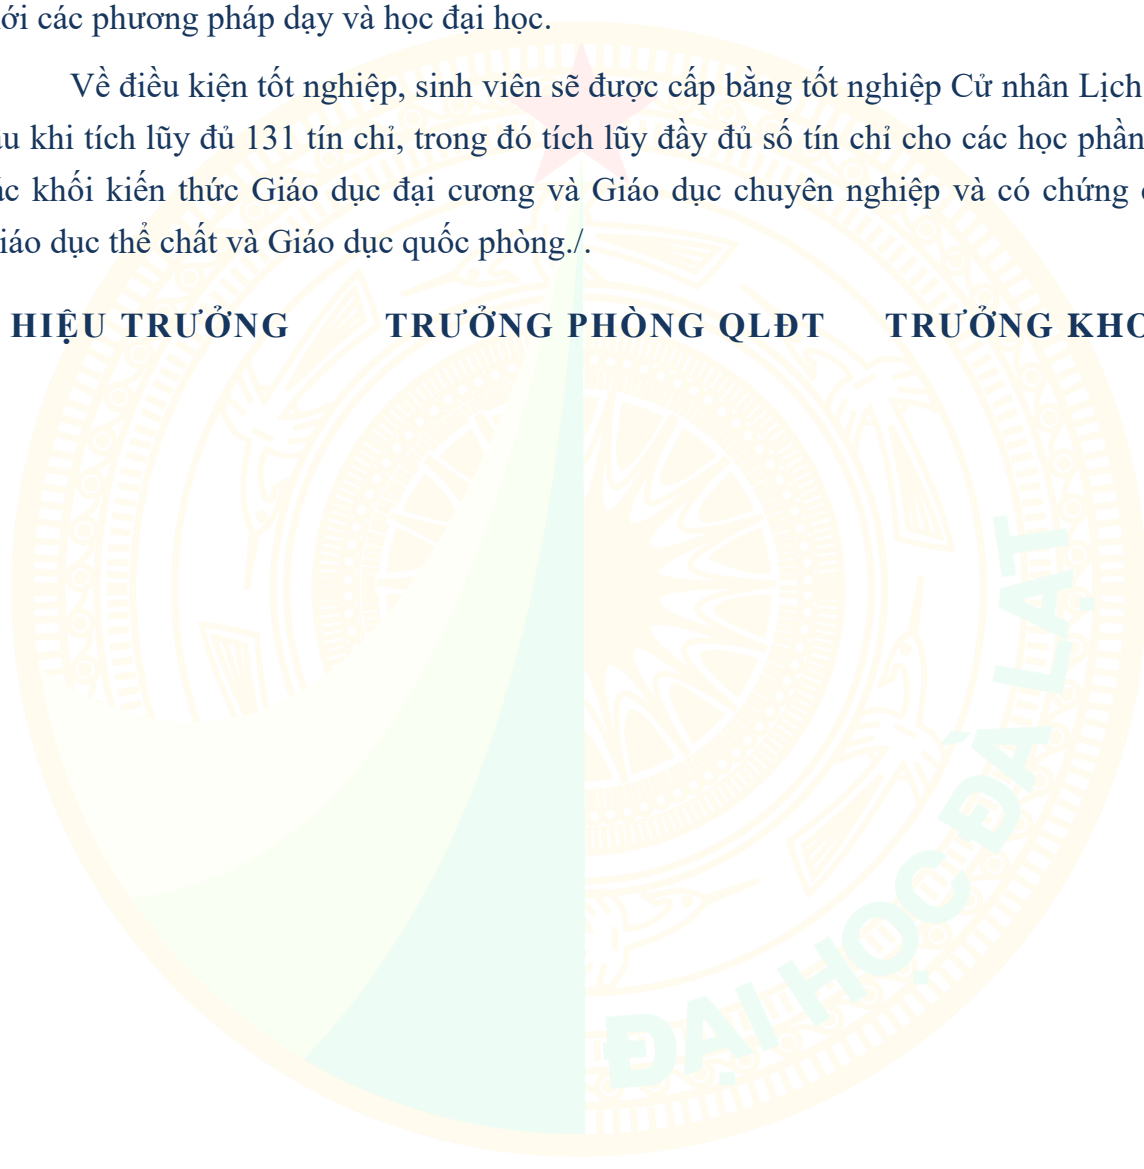 ới các phương pháp dạy và học đại học.
Về điều kiện tốt nghiệp, sinh viên sẽ được cấp bằng tốt nghiệp Cử nhân Lịch
u khi tích lũy đủ 131 tín chỉ, trong đó tích lũy đầy đủ số tín chỉ cho các học phần
ác khối kiến thức Giáo dục đại cương và Giáo dục chuyên nghiệp và có chứng
iáo dục thể chất và Giáo dục quốc phòng./.
HIỆU TRƯỞNG TRƯỞNG PHÒNG QLĐT TRƯỞNG KHO
ĐẠI HỌC ĐÀ LẠT